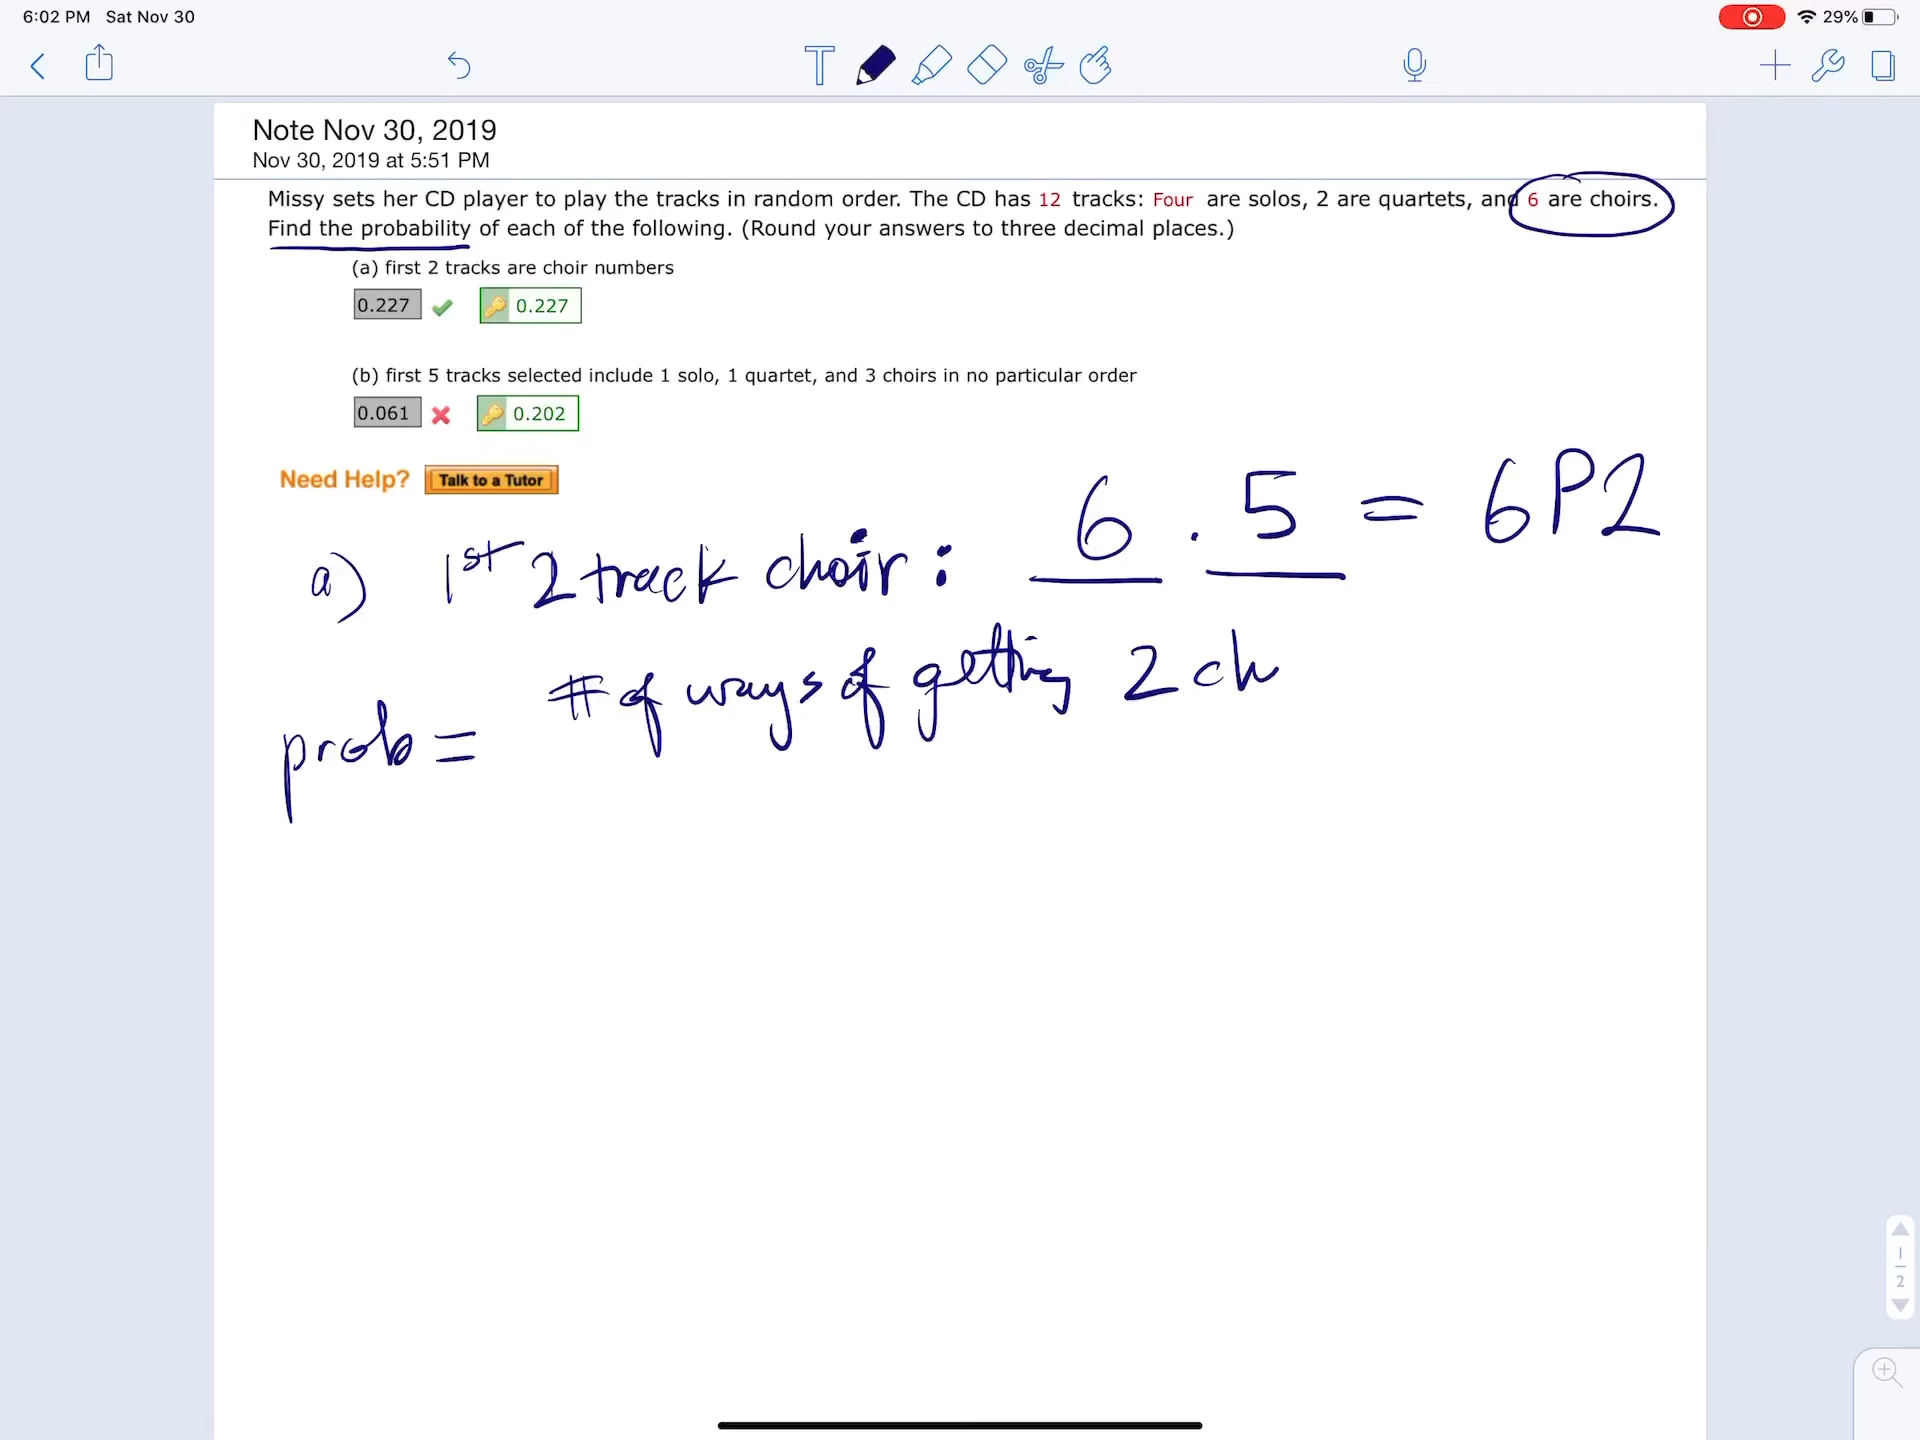 6:02 PM Sat Nov 30
29%
T
Note Nov 30, 2019
Nov 30, 2019 at 5:51 PM
Missy sets her CD player to play the tracks in random order. The CD has 12 tracks: Four are solos, 2 are quartets, and 6 are choirs.
Find the probability of each of the following. (Round your answers to three decimal places.)
(a) first 2 tracks are choir numbers
0.227 0.227
(b) first 5 tracks selected include 1 solo, 1 quartet, and 3 choirs in no particular order
0.061 0.202
Need Help? Talk to a Tutor
a) 1st 2 track choir: 6 . 5 = 6P2
prob = # of ways of getting 2 ch
1
2